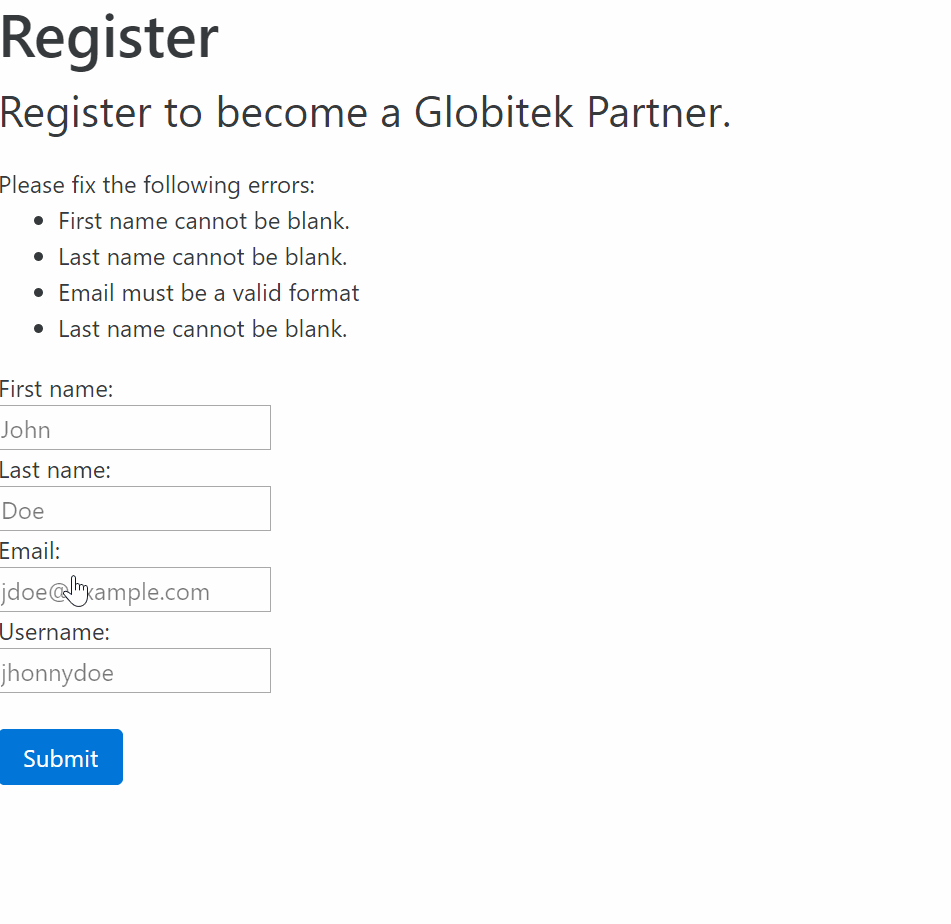 Register
Register to become a Globitek Partner.
Please fix the following errors:
First name cannot be blank.
Last name cannot be blank.
Email must be a valid format
Last name cannot be blank.
First name:
John
Last name:
Doe
Email:
jdoe@example.com
Username:
jhonnydoe
Submit